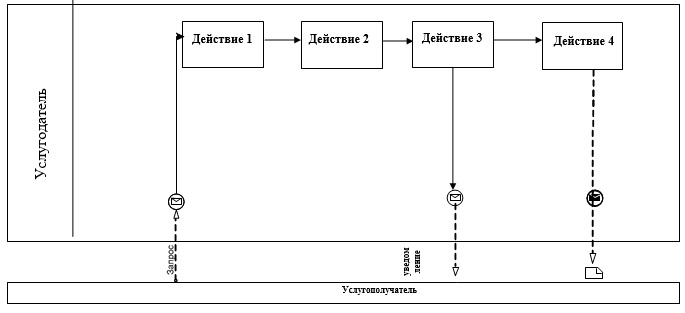 Действие 1
Действие 2
Действие 3
Действие 4
Услугодатель
Запрос
уведом
ление
Услугополучатель